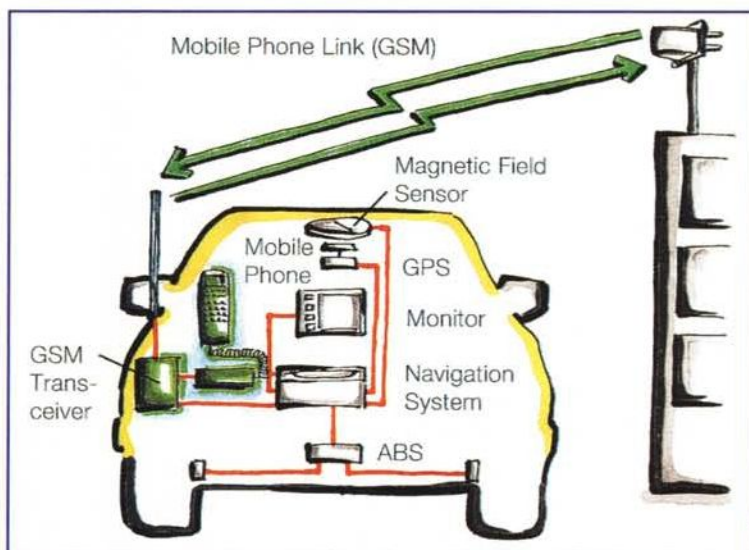 Mobile Phone Link (GSM)
Magnetic Field
Sensor
Mobile
Phone
GPS
Monitor
GSM
Trans-
ceiver
Navigation
System
ABS